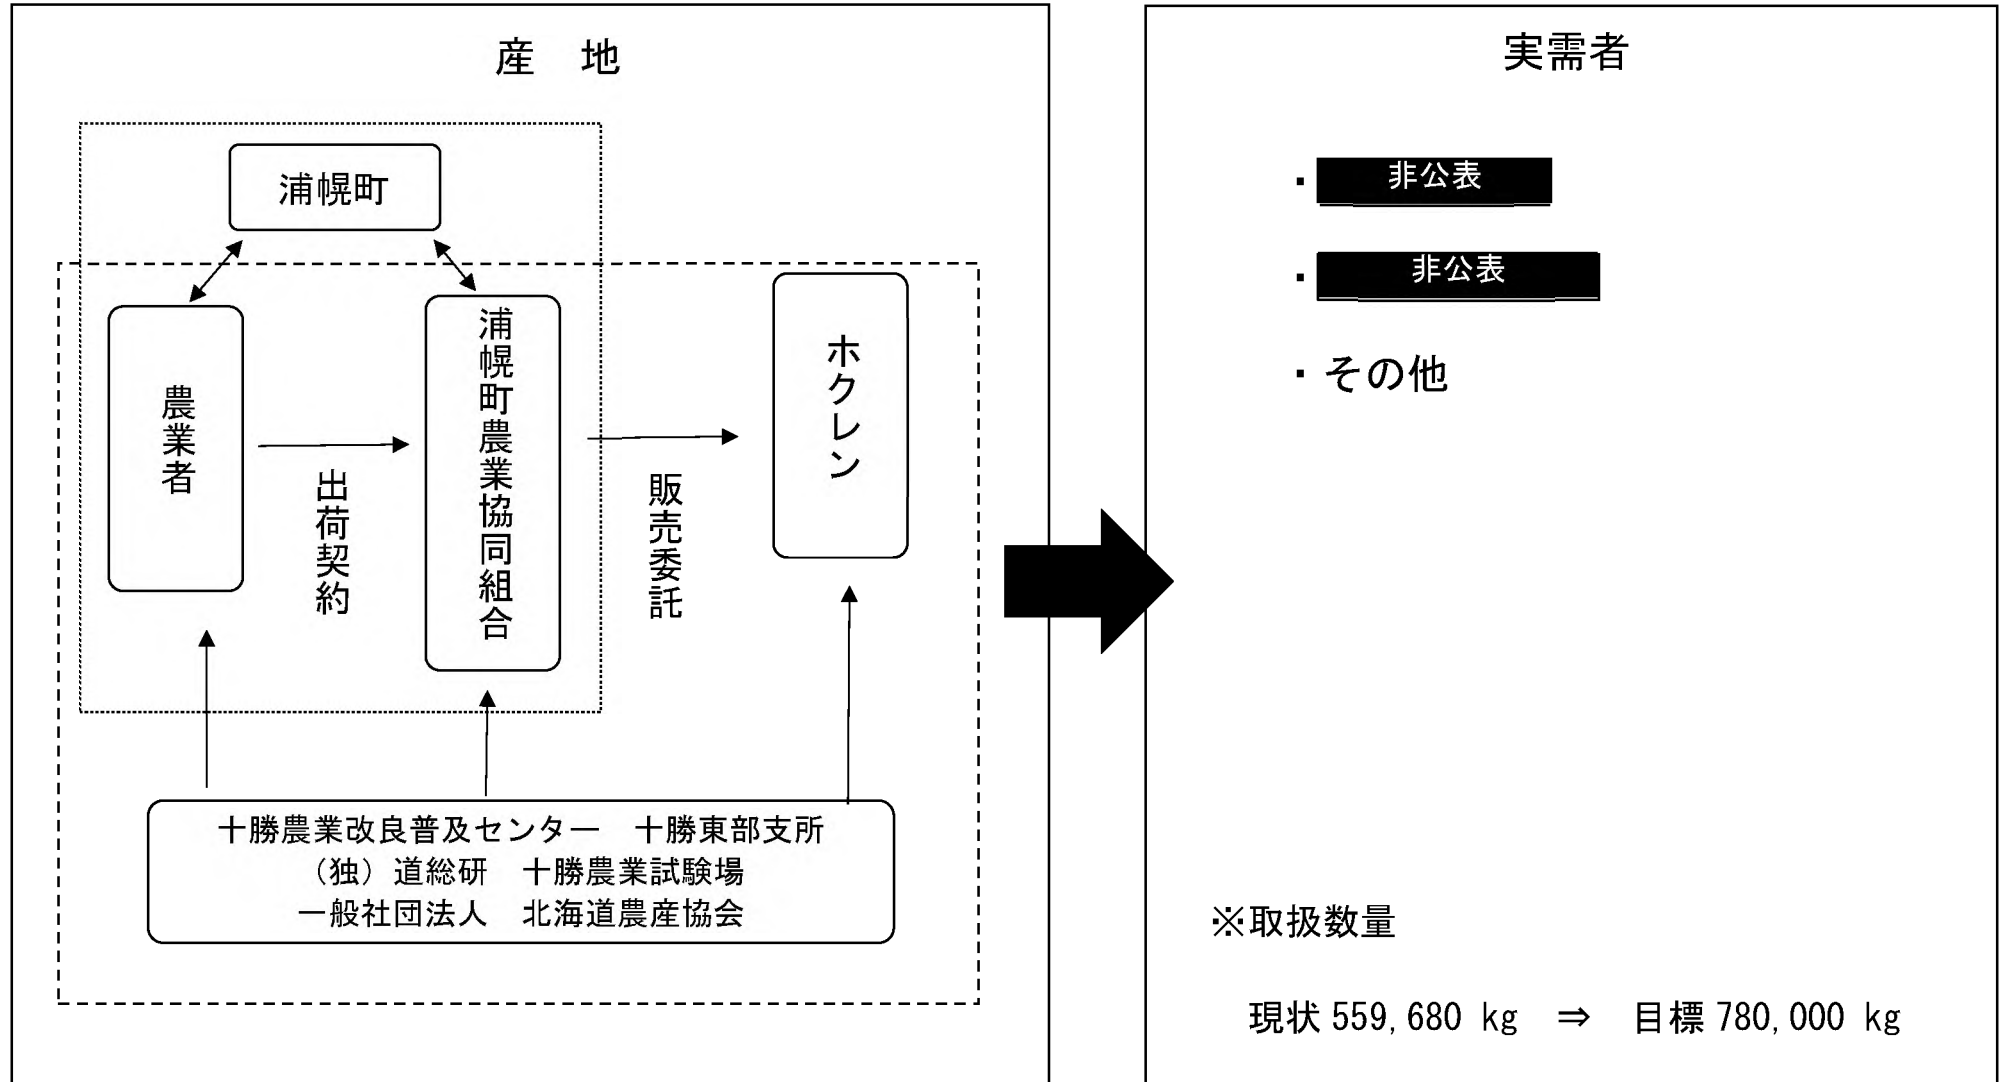 産　地
浦幌町
農業者
出荷契約
浦幌町農業協同組合
販売委託
ホクレン
十勝農業改良普及センター　十勝東部支所
（独）道総研　十勝農業試験場
一般社団法人　北海道農産協会
実需者
・非公表
・非公表
・その他
※取扱数量
現状 559,680 kg　⇒　目標 780,000 kg